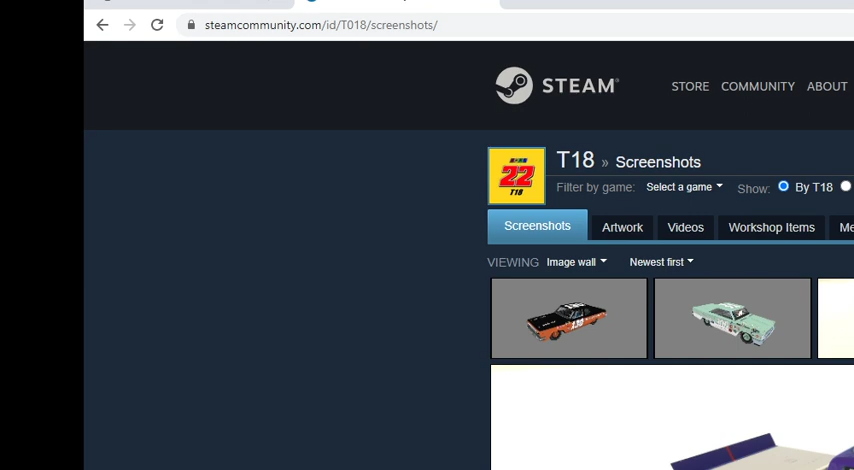 steamcommunity.com/id/T018/screenshots/
STEAM®
STORE COMMUNITY ABOUT
22
T18
T18 » Screenshots
Filter by game: Select a game Show: By T18
Screenshots Artwork Videos Workshop Items Me
VIEWING Image wall Newest first